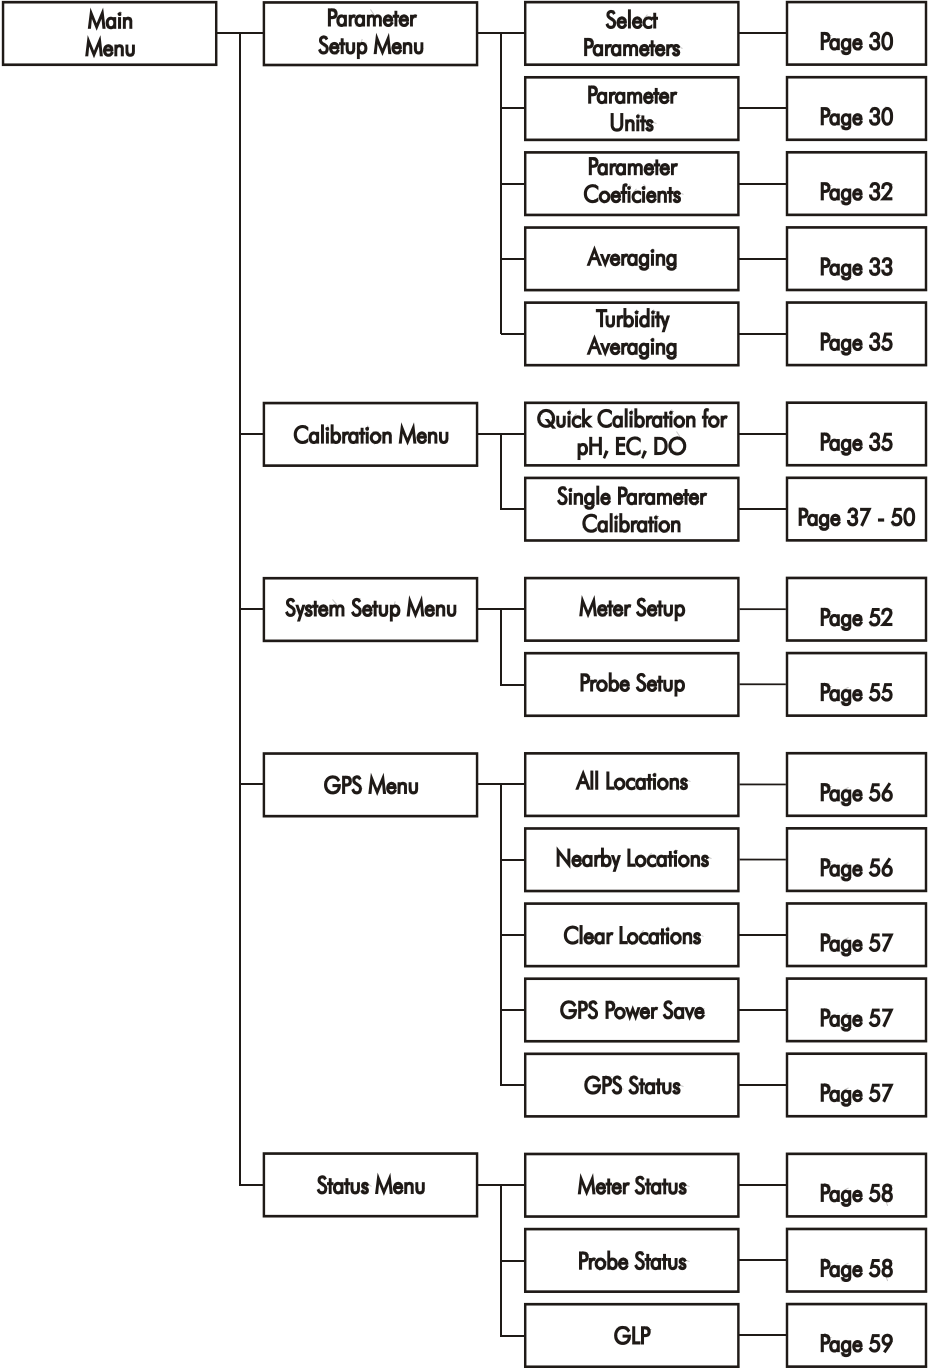 Main
Menu
Parameter
Setup Menu
Select
Parameters
Page 30
Parameter
Units
Page 30
Parameter
Coeficients
Page 32
Averaging
Page 33
Turbidity
Averaging
Page 35
Calibration Menu
Quick Calibration for
pH, EC, DO
Page 35
Single Parameter
Calibration
Page 37 - 50
System Setup Menu
Meter Setup
Page 52
Probe Setup
Page 55
GPS Menu
All Locations
Page 56
Nearby Locations
Page 56
Clear Locations
Page 57
GPS Power Save
Page 57
GPS Status
Page 57
Status Menu
Meter Status
Page 58
Probe Status
Page 58
GLP
Page 59